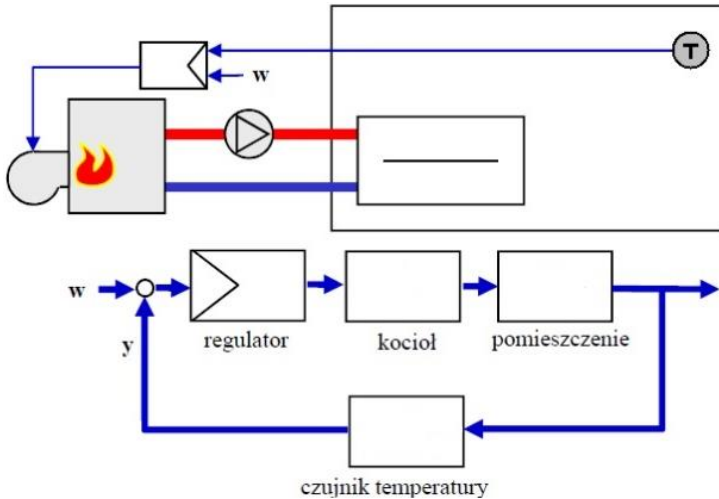 T
w
w
y
regulator
kocioł
pomieszczenie
czujnik temperatury